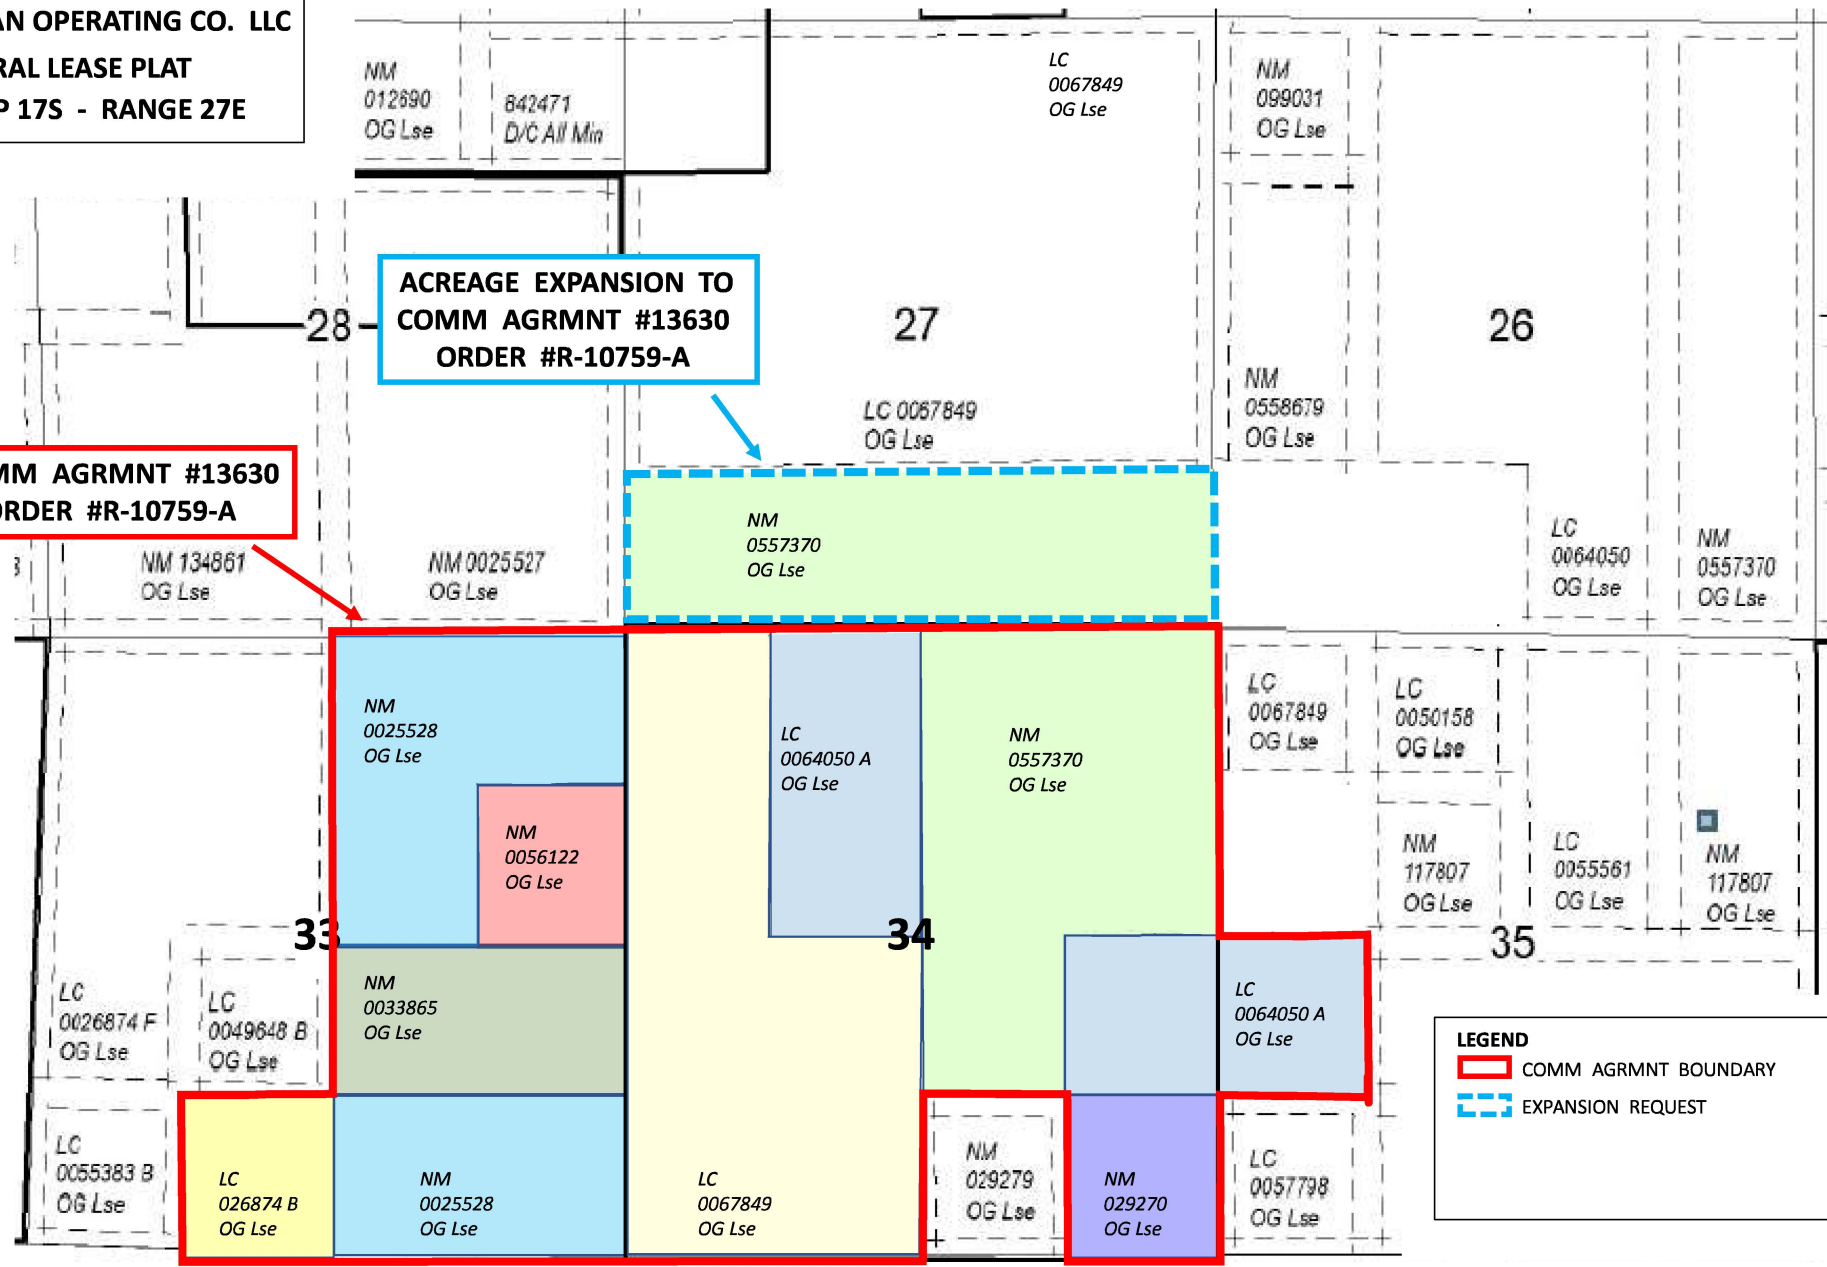 AN OPERATING CO. LLC
RAL LEASE PLAT
P 17S - RANGE 27E
NM
012690
OG Lse
842471
D/C All Min
LC
0067849
OG Lse
NM
099031
OG Lse
28
ACREAGE EXPANSION TO
COMM AGRMNT #13630
ORDER #R-10759-A
27
26
LC 0067849
OG Lse
NM
0558679
OG Lse
MM AGRMNT #13630
ORDER #R-10759-A
NM 134861
OG Lse
NM 0025527
OG Lse
NM
0557370
OG Lse
LC
0064050
OG Lse
NM
0557370
OG Lse
NM
0025528
OG Lse
LC
0064050 A
OG Lse
NM
0557370
OG Lse
LC
0067849
OG Lse
LC
0050158
OG Lse
NM
0056122
OG Lse
NM
117807
OG Lse
LC
0055561
OG Lse
NM
117807
OG Lse
33
34
35
LC
0026874 F
OG Lse
LC
0049648 B
OG Lse
NM
0033865
OG Lse
LC
0064050 A
OG Lse
LEGEND
COMM AGRMNT BOUNDARY
EXPANSION REQUEST
LC
0055383 B
OG Lse
LC
026874 B
OG Lse
NM
0025528
OG Lse
LC
0067849
OG Lse
NM
029279
OG Lse
NM
029270
OG Lse
LC
0057798
OG Lse